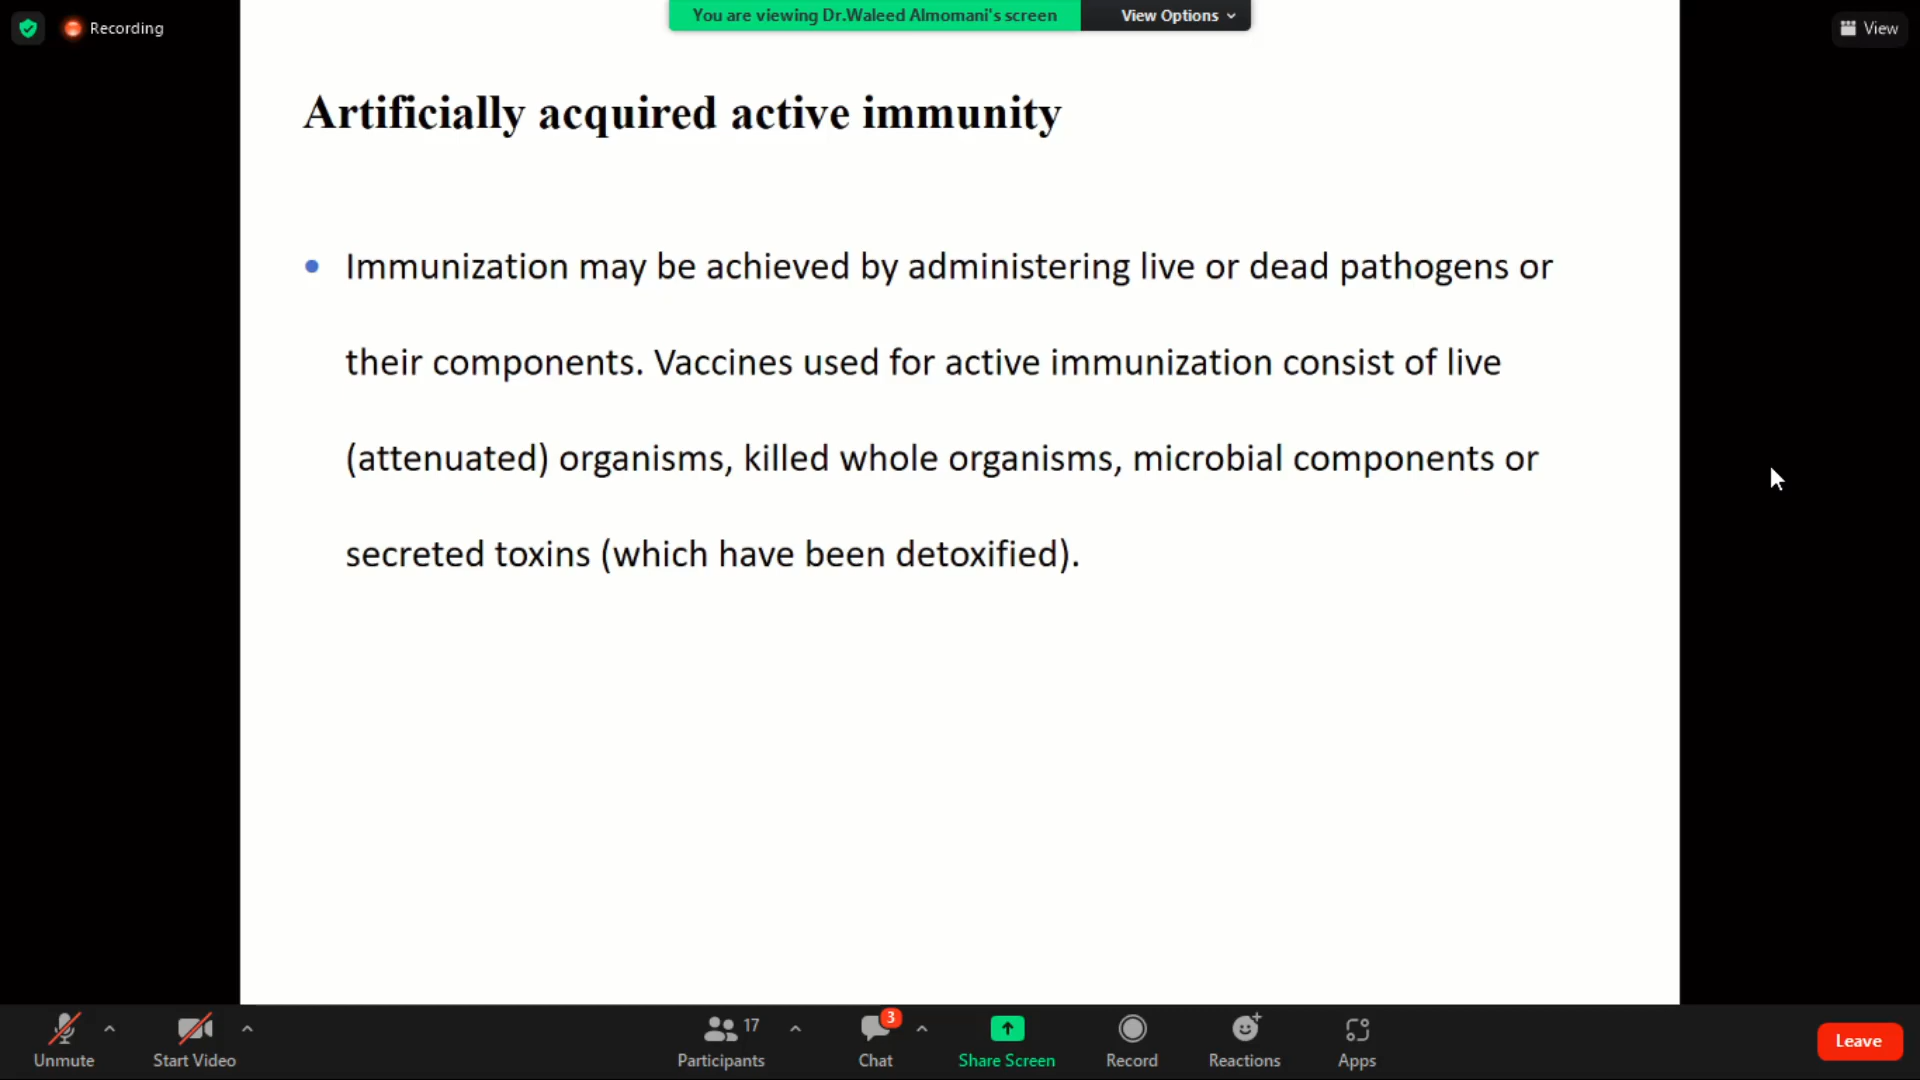 You are viewing Dr.Waleed Almomani's screen View Options
Recording View
Artificially acquired active immunity
• Immunization may be achieved by administering live or dead pathogens or
their components. Vaccines used for active immunization consist of live
(attenuated) organisms, killed whole organisms, microbial components or
secreted toxins (which have been detoxified).
17 3
Unmute Start Video Participants Chat Share Screen Record Reactions Apps Leave